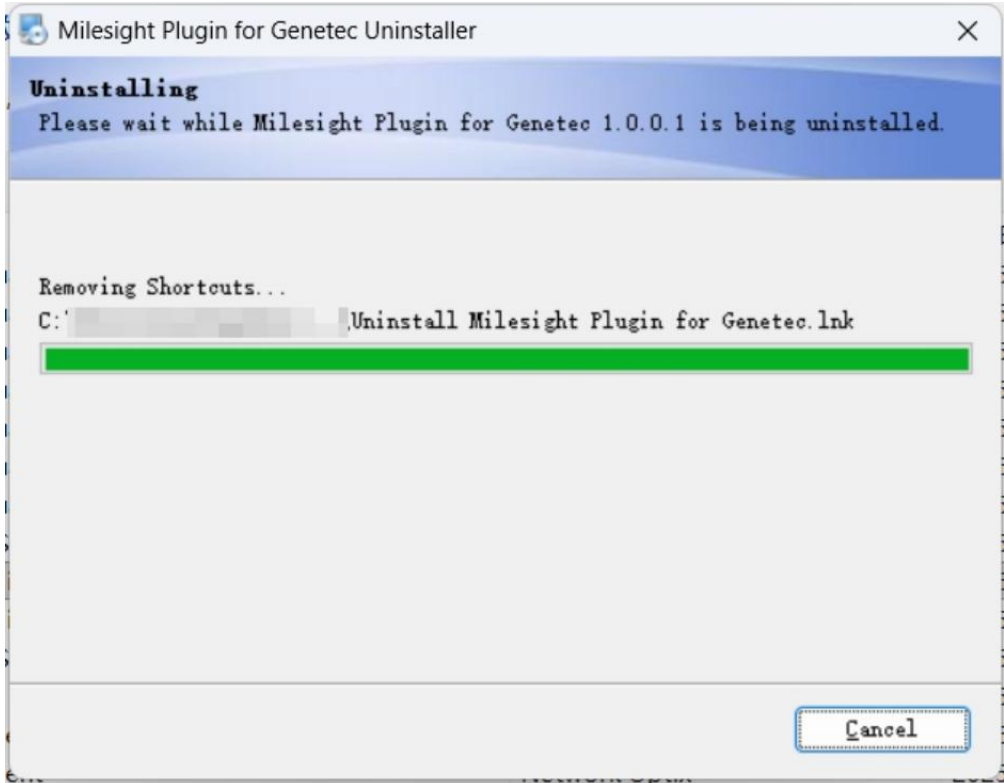 Milesight Plugin for Genetec Uninstaller
Uninstalling
Please wait while Milesight Plugin for Genetec 1.0.0.1 is being uninstalled.
Removing Shortcuts...
C: Uninstall Milesight Plugin for Genetec.lnk
Cancel